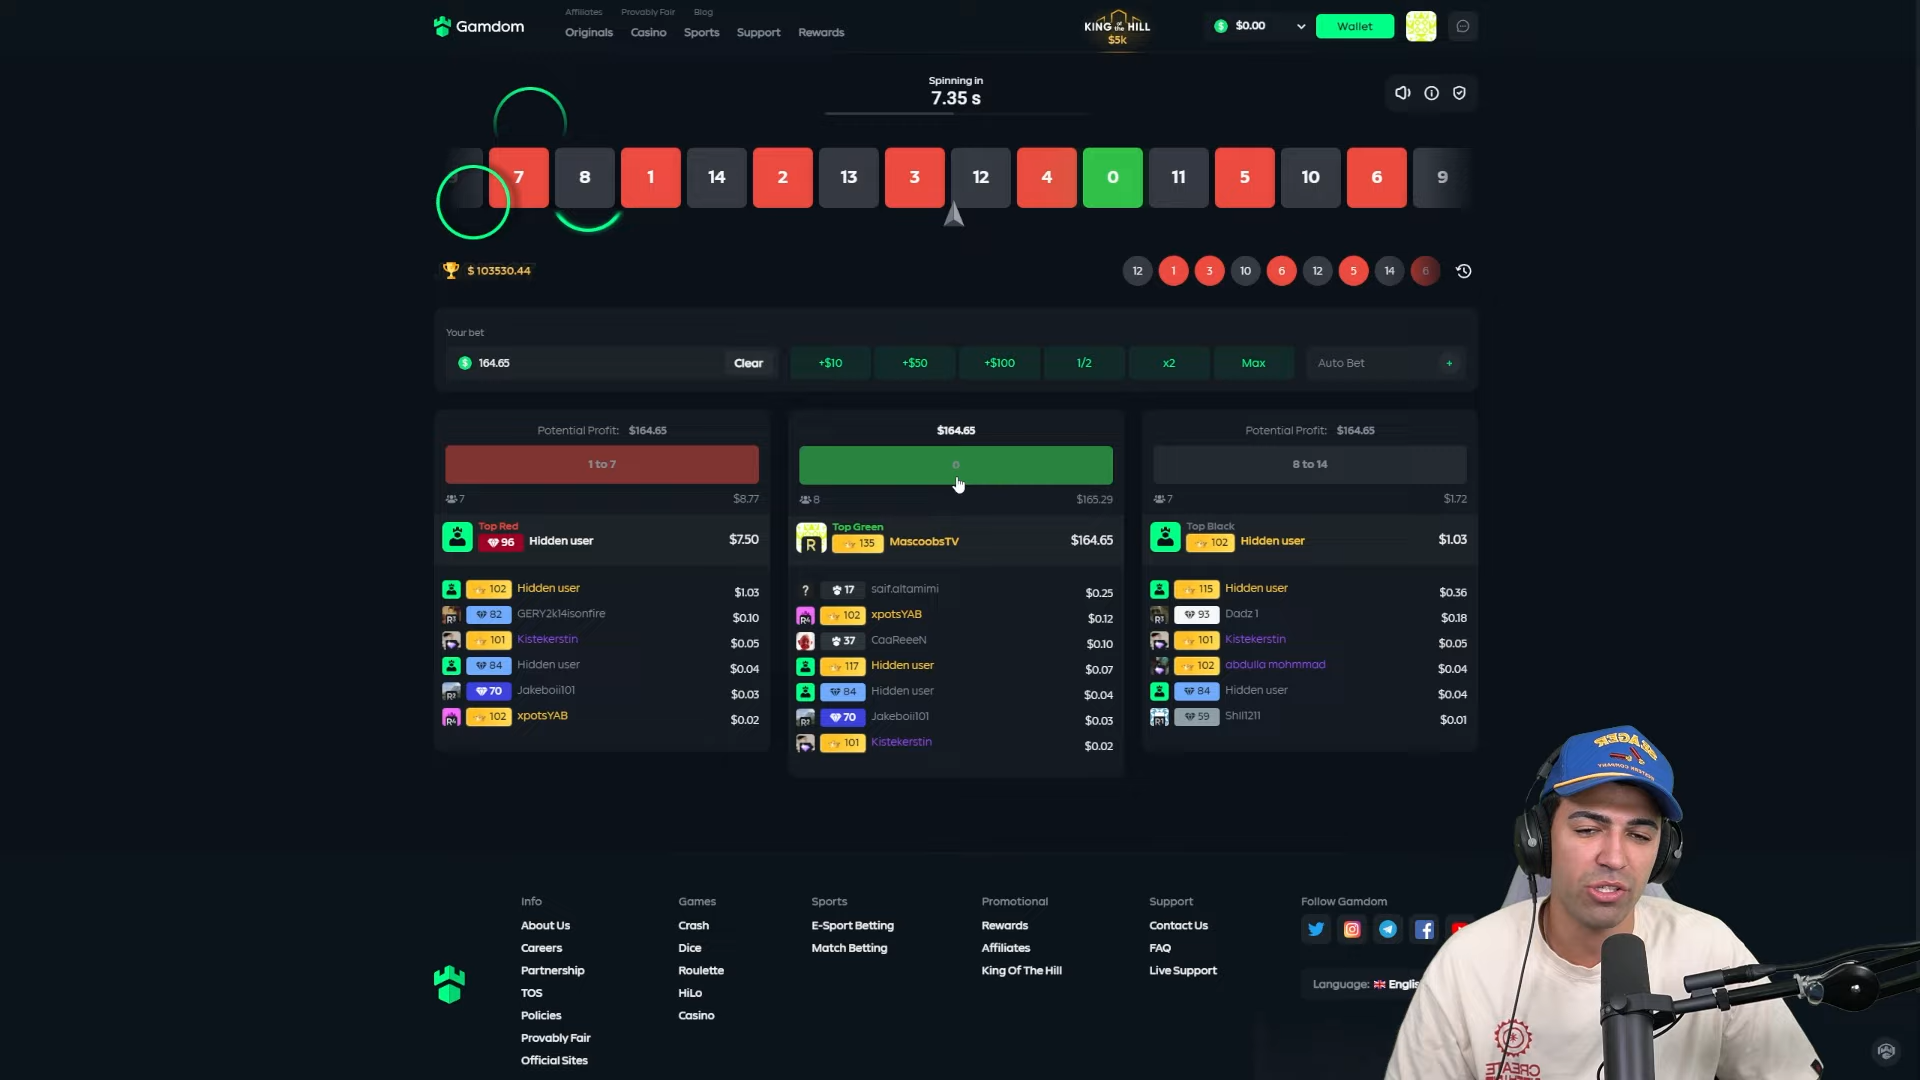 Affiliates Provably Fair Blog
Gamdom
Originals Casino Sports Support Rewards
KING of the HILL
$5k
$0.00
Wallet
Spinning in
7.35 s
7 8 1 14 2 13 3 12 4 0 11 5 10 6 9
$ 103530.44
12 1 3 10 6 12 5 14 6
Your bet
164.65 Clear +$10 +$50 +$100 1/2 x2 Max Auto Bet +
Potential Profit: $164.65
1 to 7
7 $8.77
Top Red
96 Hidden user $7.50
102 Hidden user $1.03
82 GERY2k14isonfire $0.10
101 Kistekerstin $0.05
84 Hidden user $0.04
70 Jakeboii101 $0.03
102 xpotsYAB $0.02
$164.65
0
8 $165.29
Top Green
R 135 MascoobsTV $164.65
? 17 saif.altamimi $0.25
102 xpotsYAB $0.12
37 CaaReeeN $0.10
117 Hidden user $0.07
84 Hidden user $0.04
70 Jakeboii101 $0.03
101 Kistekerstin $0.02
Potential Profit: $164.65
8 to 14
7 $1.72
Top Black
102 Hidden user $1.03
115 Hidden user $0.36
93 Dadz1 $0.18
101 Kistekerstin $0.05
102 abdulla mohmmad $0.04
84 Hidden user $0.04
59 Shll1211 $0.01
Info
About Us
Careers
Partnership
TOS
Policies
Provably Fair
Official Sites
Games
Crash
Dice
Roulette
HiLo
Casino
Sports
E-Sport Betting
Match Betting
Promotional
Rewards
Affiliates
King Of The Hill
Support
Contact Us
FAQ
Live Support
Follow Gamdom
Language: Englis
SEAGER
CREATE